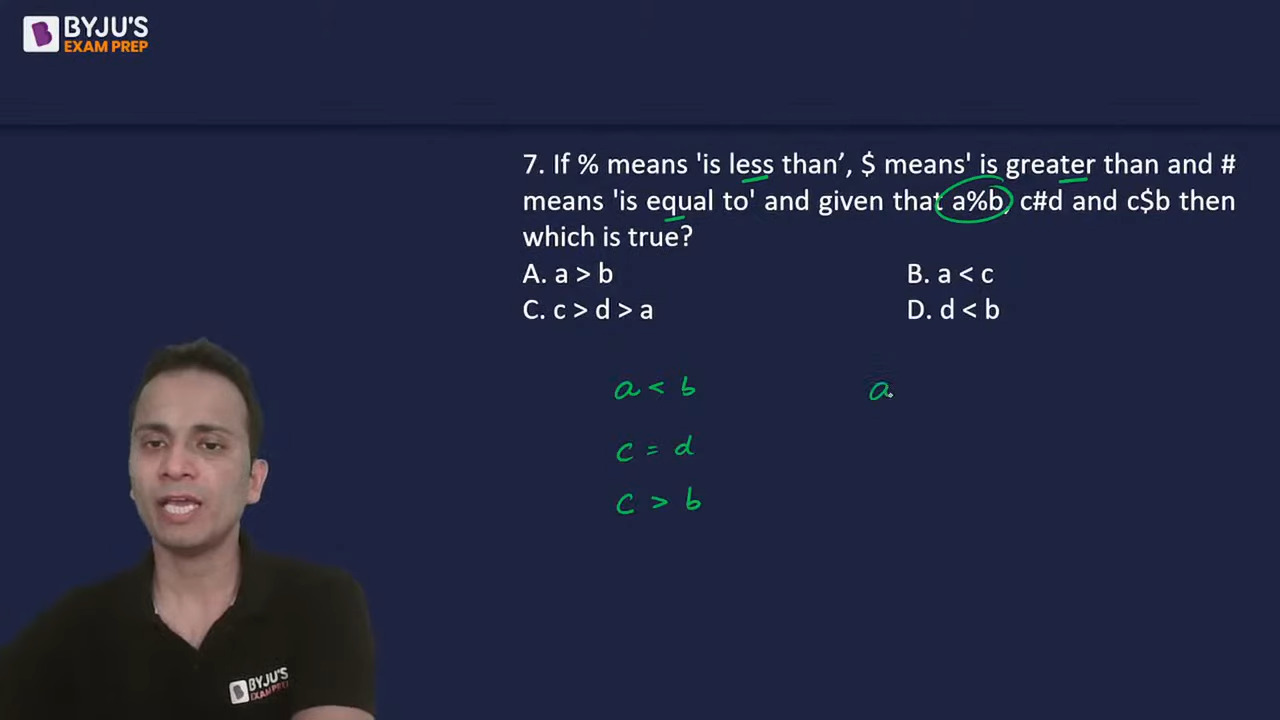 BYJU'S
EXAM PREP
7. If % means 'is less than’, $ means' is greater than and #
means 'is equal to' and given that a%b, c#d and c$b then
which is true?
A. a > b
B. a < c
C. c > d > a
D. d < b
a < b
a
c = d
c > b
BYJU'S
EXAM PREP